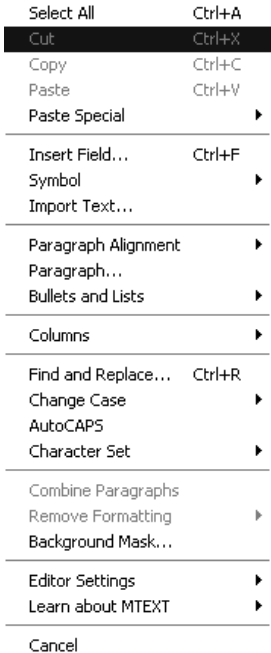 Select All Ctrl+A
Cut Ctrl+X
Copy Ctrl+C
Paste Ctrl+V
Paste Special
Insert Field... Ctrl+F
Symbol
Import Text...
Paragraph Alignment
Paragraph...
Bullets and Lists
Columns
Find and Replace... Ctrl+R
Change Case
AutoCAPS
Character Set
Combine Paragraphs
Remove Formatting
Background Mask...
Editor Settings
Learn about MTEXT
Cancel